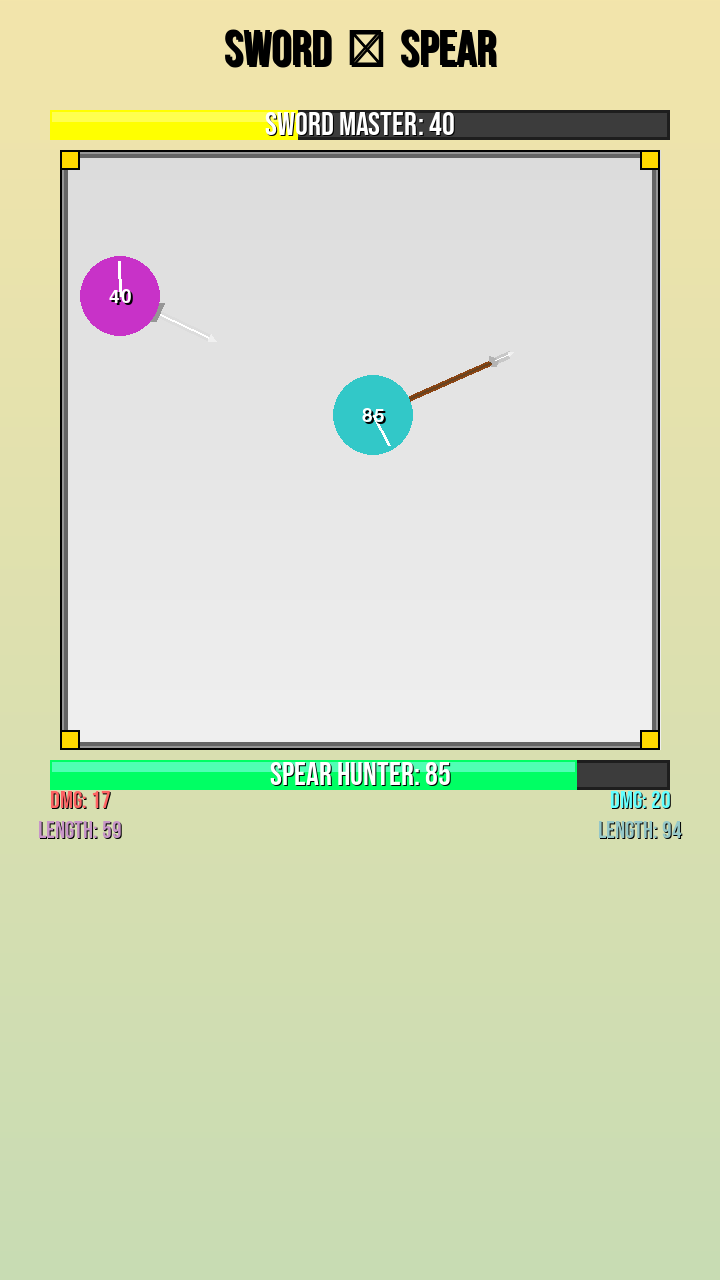 SWORD ☒ SPEAR
SWORD MASTER: 40
40
85
SPEAR HUNTER: 85
DMG: 17
DMG: 20
LENGTH: 59
LENGTH: 94